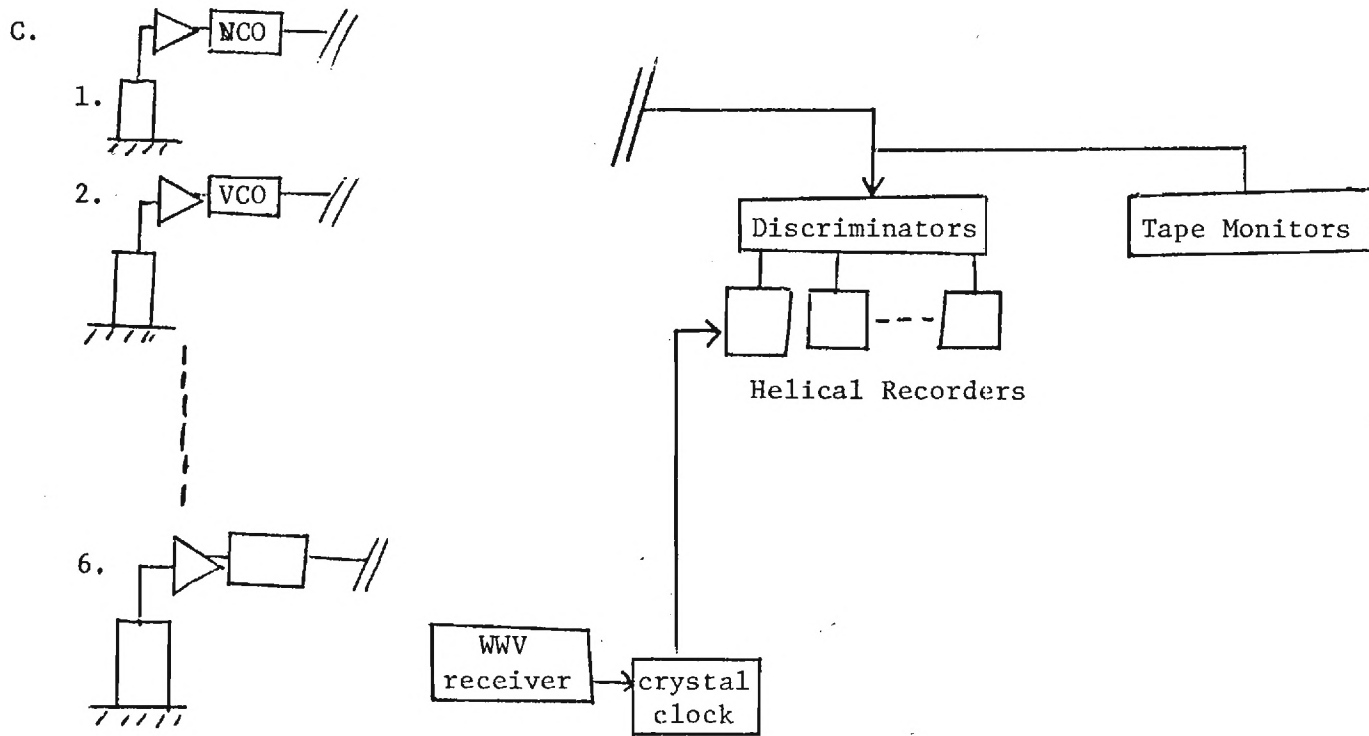 C.
NCO
1.
2.
VCO
Discriminators
Tape Monitors
Helical Recorders
6.
WWV
receiver
crystal
clock